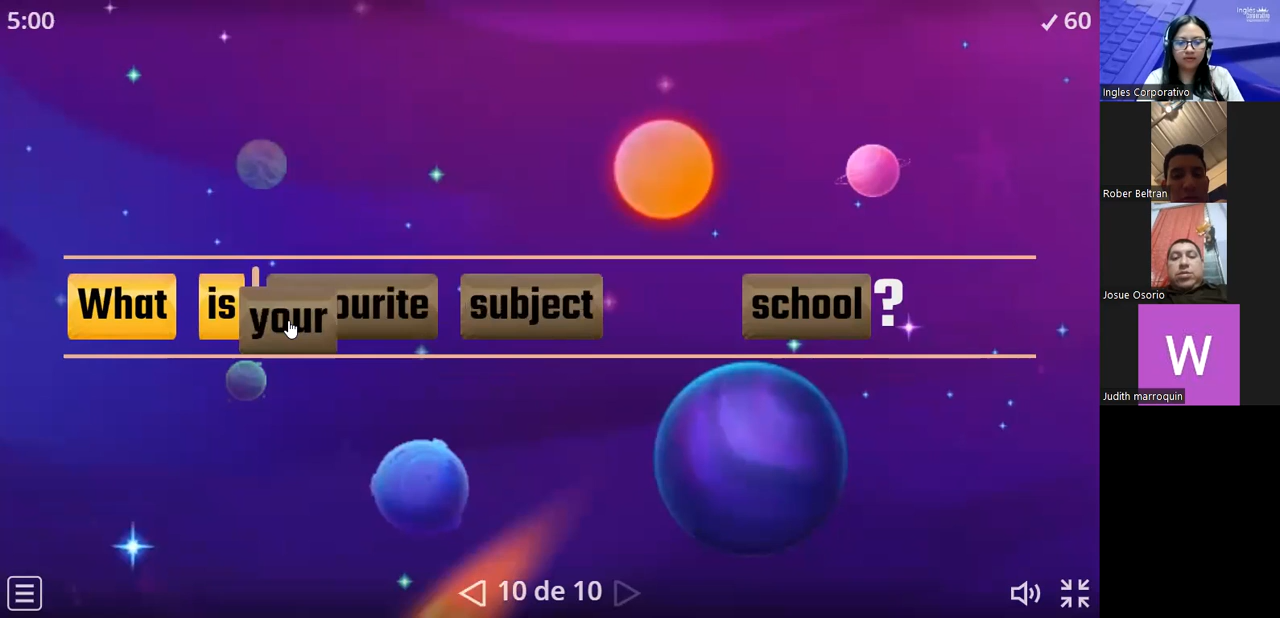 5:00
60
What is your ourite subject school ?
10 de 10
Ingles Corporativo
Rober Beltran
Josue Osorio
W
Judith marroquin